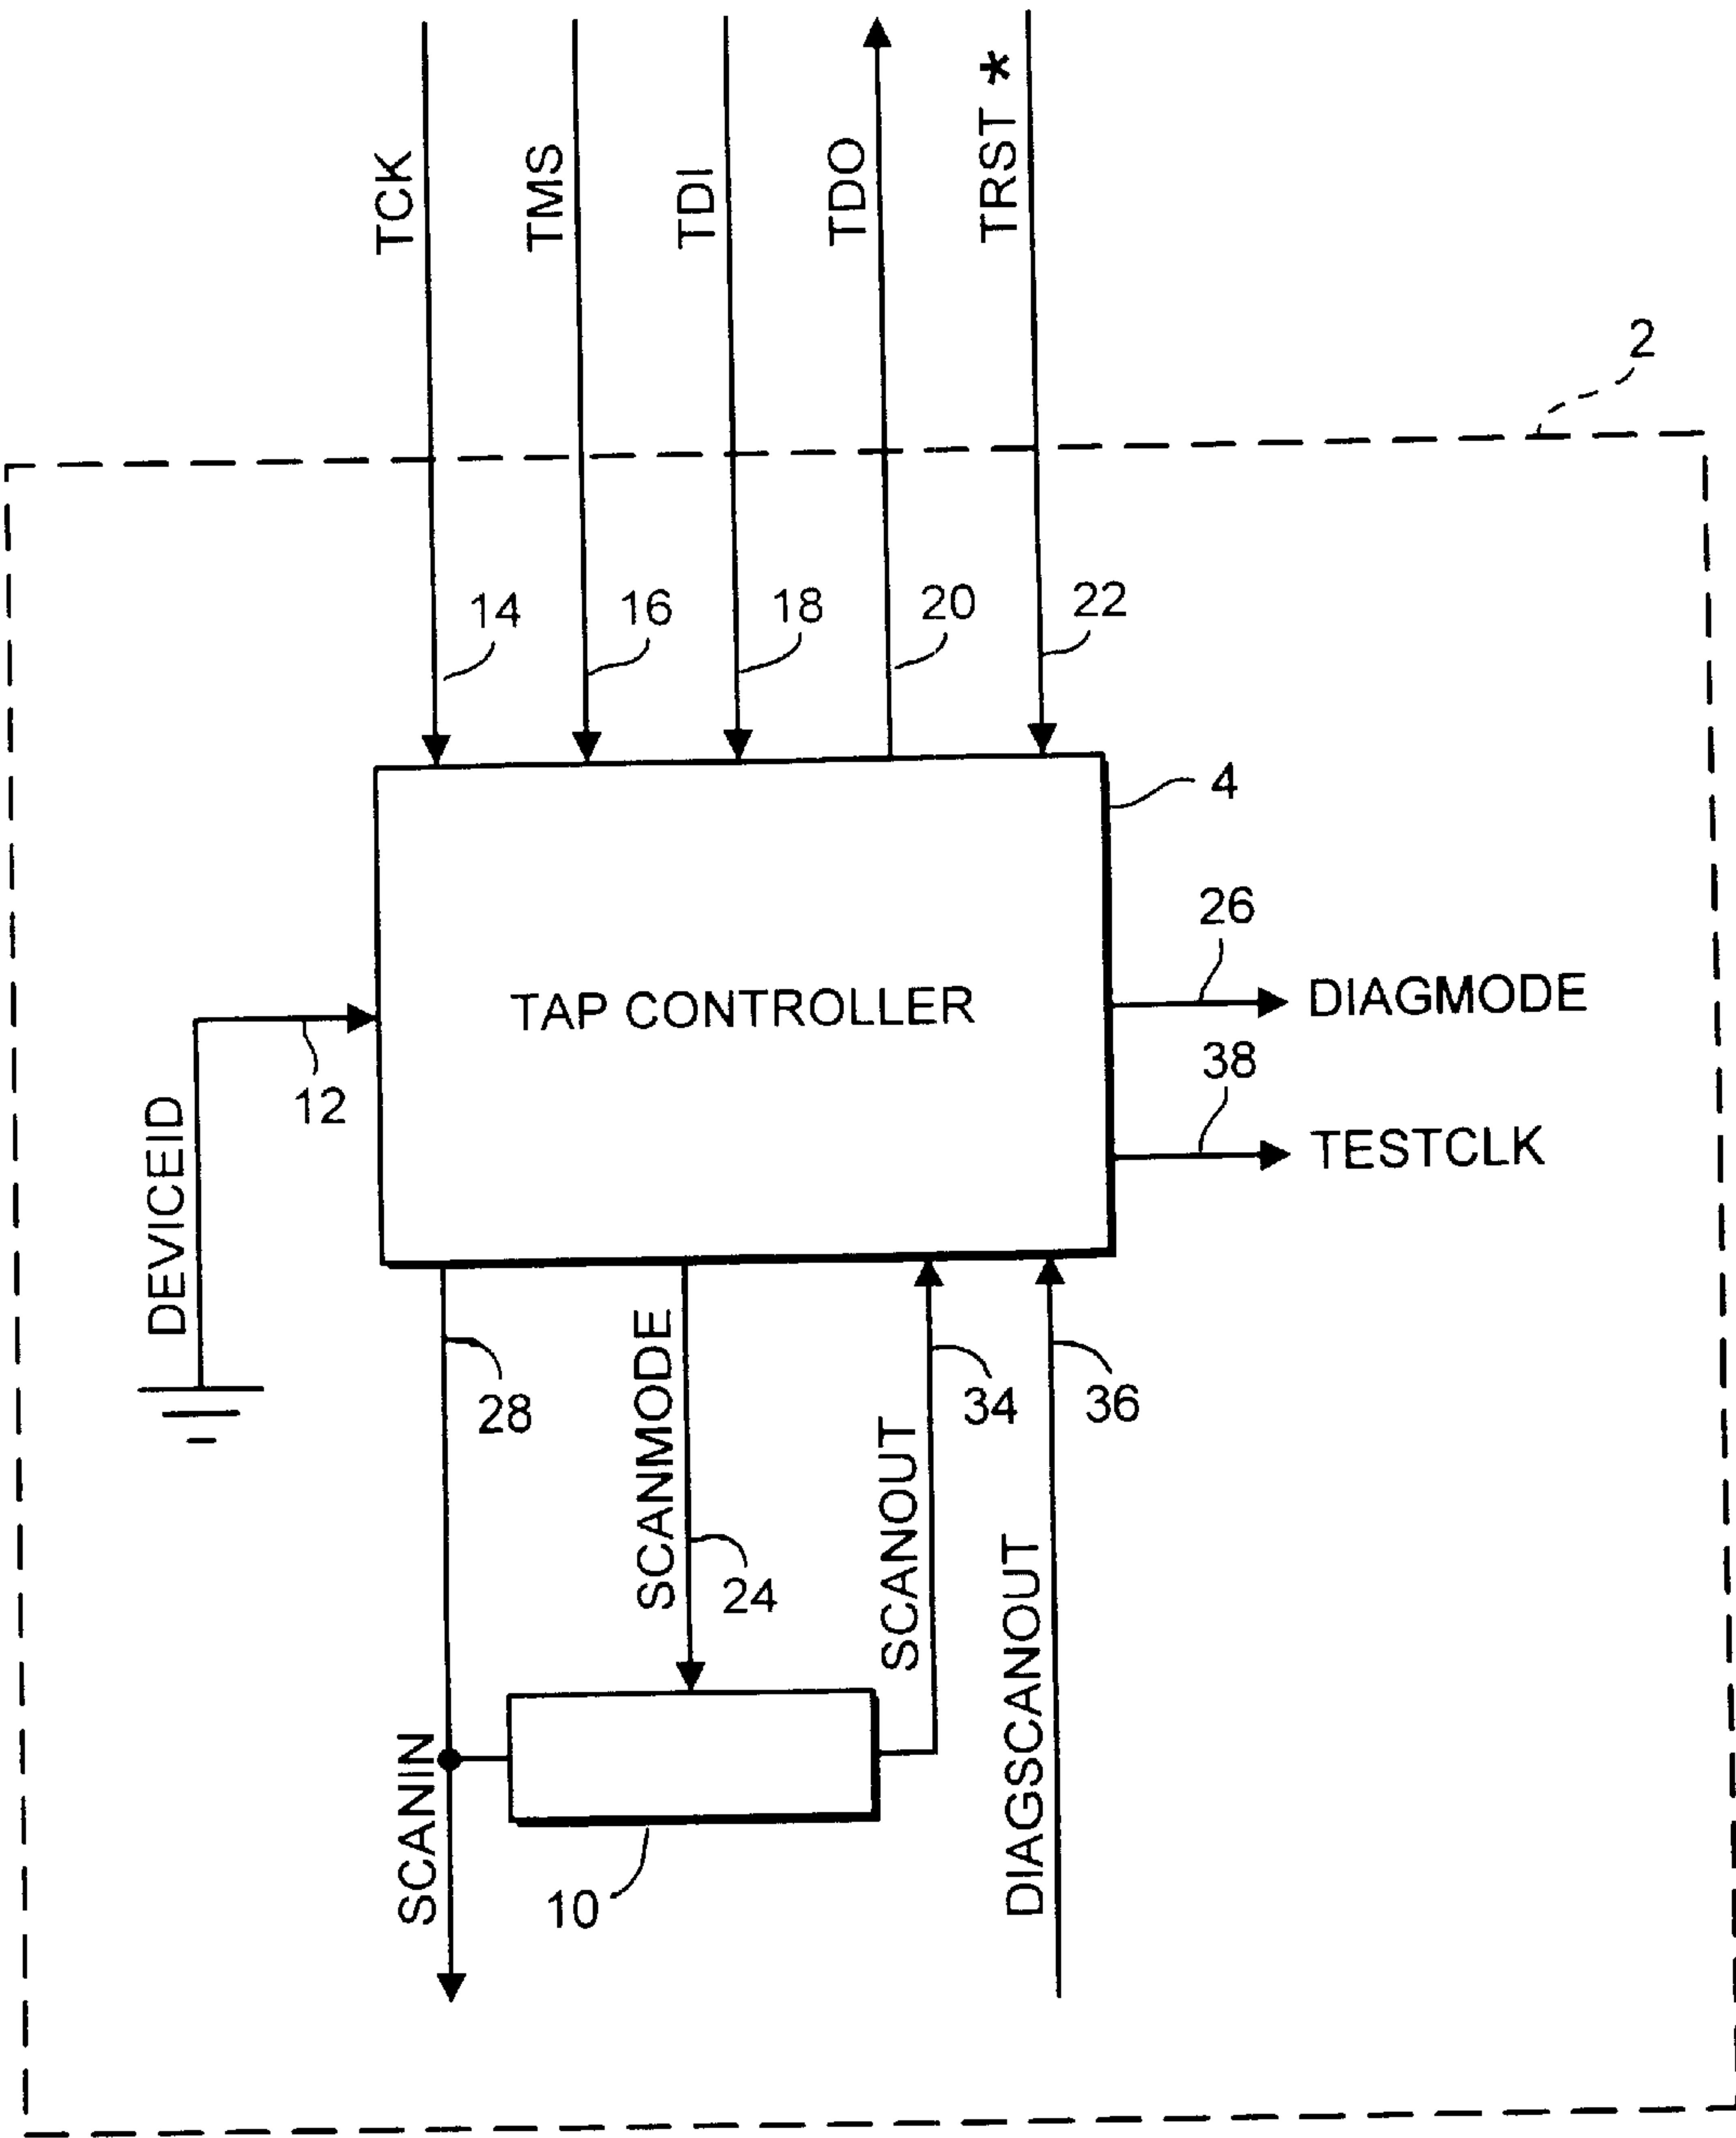 TCK
TMS
TDI
TDO
TRST *
2
14
16
18
20
22
4
26
DIAGMODE
TAP CONTROLLER
12
38
TESTCLK
DEVICEID
28
SCANMODE
34
36
24
SCANOUT
DIAGSCANOUT
SCANIN
10